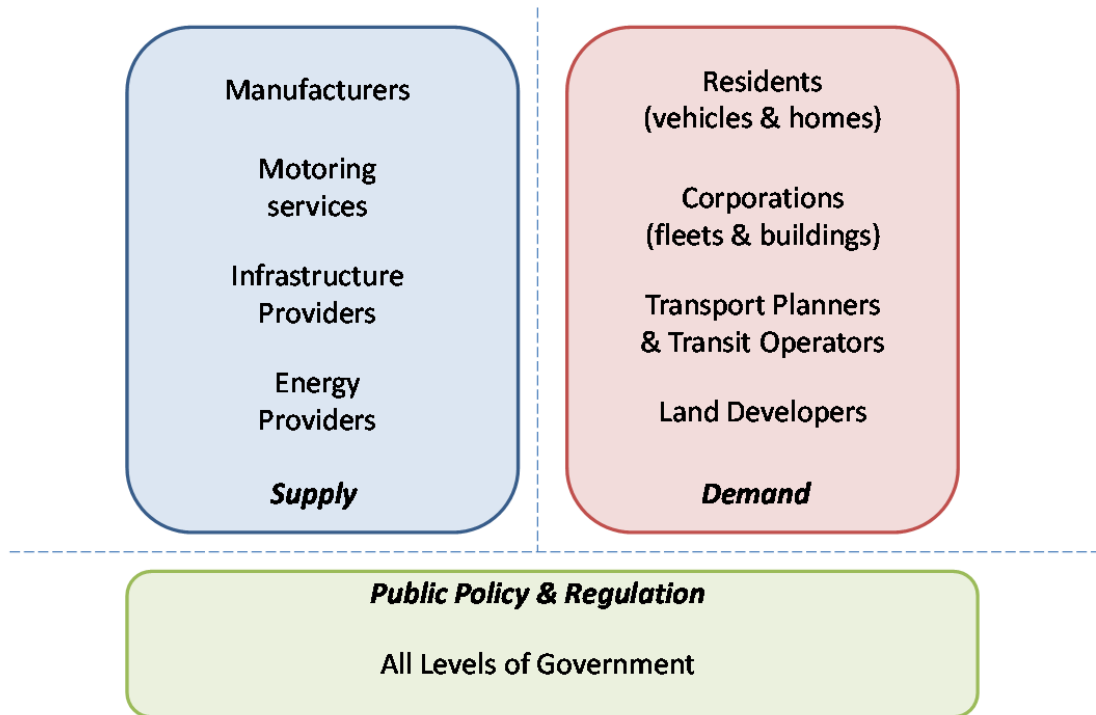 Manufacturers
Motoring
services
Infrastructure
Providers
Energy
Providers
Supply
Residents
(vehicles & homes)
Corporations
(fleets & buildings)
Transport Planners
& Transit Operators
Land Developers
Demand
Public Policy & Regulation
All Levels of Government